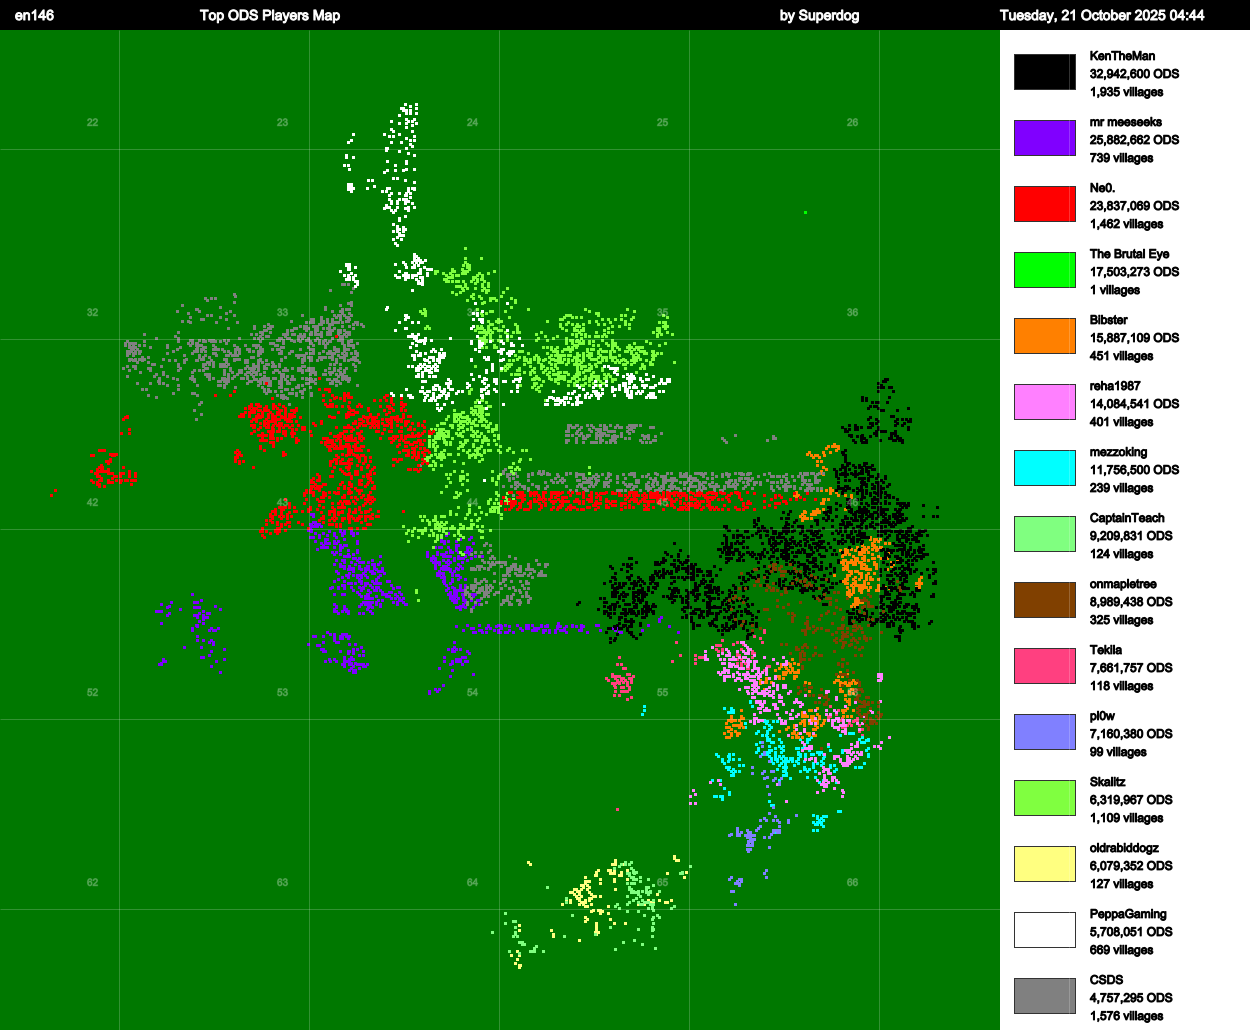 en146 Top ODS Players Map by Superdog Tuesday, 21 October 2025 04:44
KenTheMan
32,942,600 ODS
1,935 villages
mr meeseeks
25,882,662 ODS
739 villages
Ne0.
23,837,069 ODS
1,462 villages
The Brutal Eye
17,503,273 ODS
1 villages
Bibster
15,887,109 ODS
451 villages
reha1987
14,084,541 ODS
401 villages
mezzoking
11,756,500 ODS
239 villages
CaptainTeach
9,209,831 ODS
124 villages
onmapletree
8,989,438 ODS
325 villages
Tekila
7,661,757 ODS
118 villages
pl0w
7,160,380 ODS
99 villages
Skalitz
6,319,967 ODS
1,109 villages
oldrabiddogz
6,079,352 ODS
127 villages
PeppaGaming
5,708,051 ODS
669 villages
CSDS
4,757,295 ODS
1,576 villages
22 23 24 25 26
32 33 35 36
42 43 44 45
52 53 54 55
62 63 64 65 66